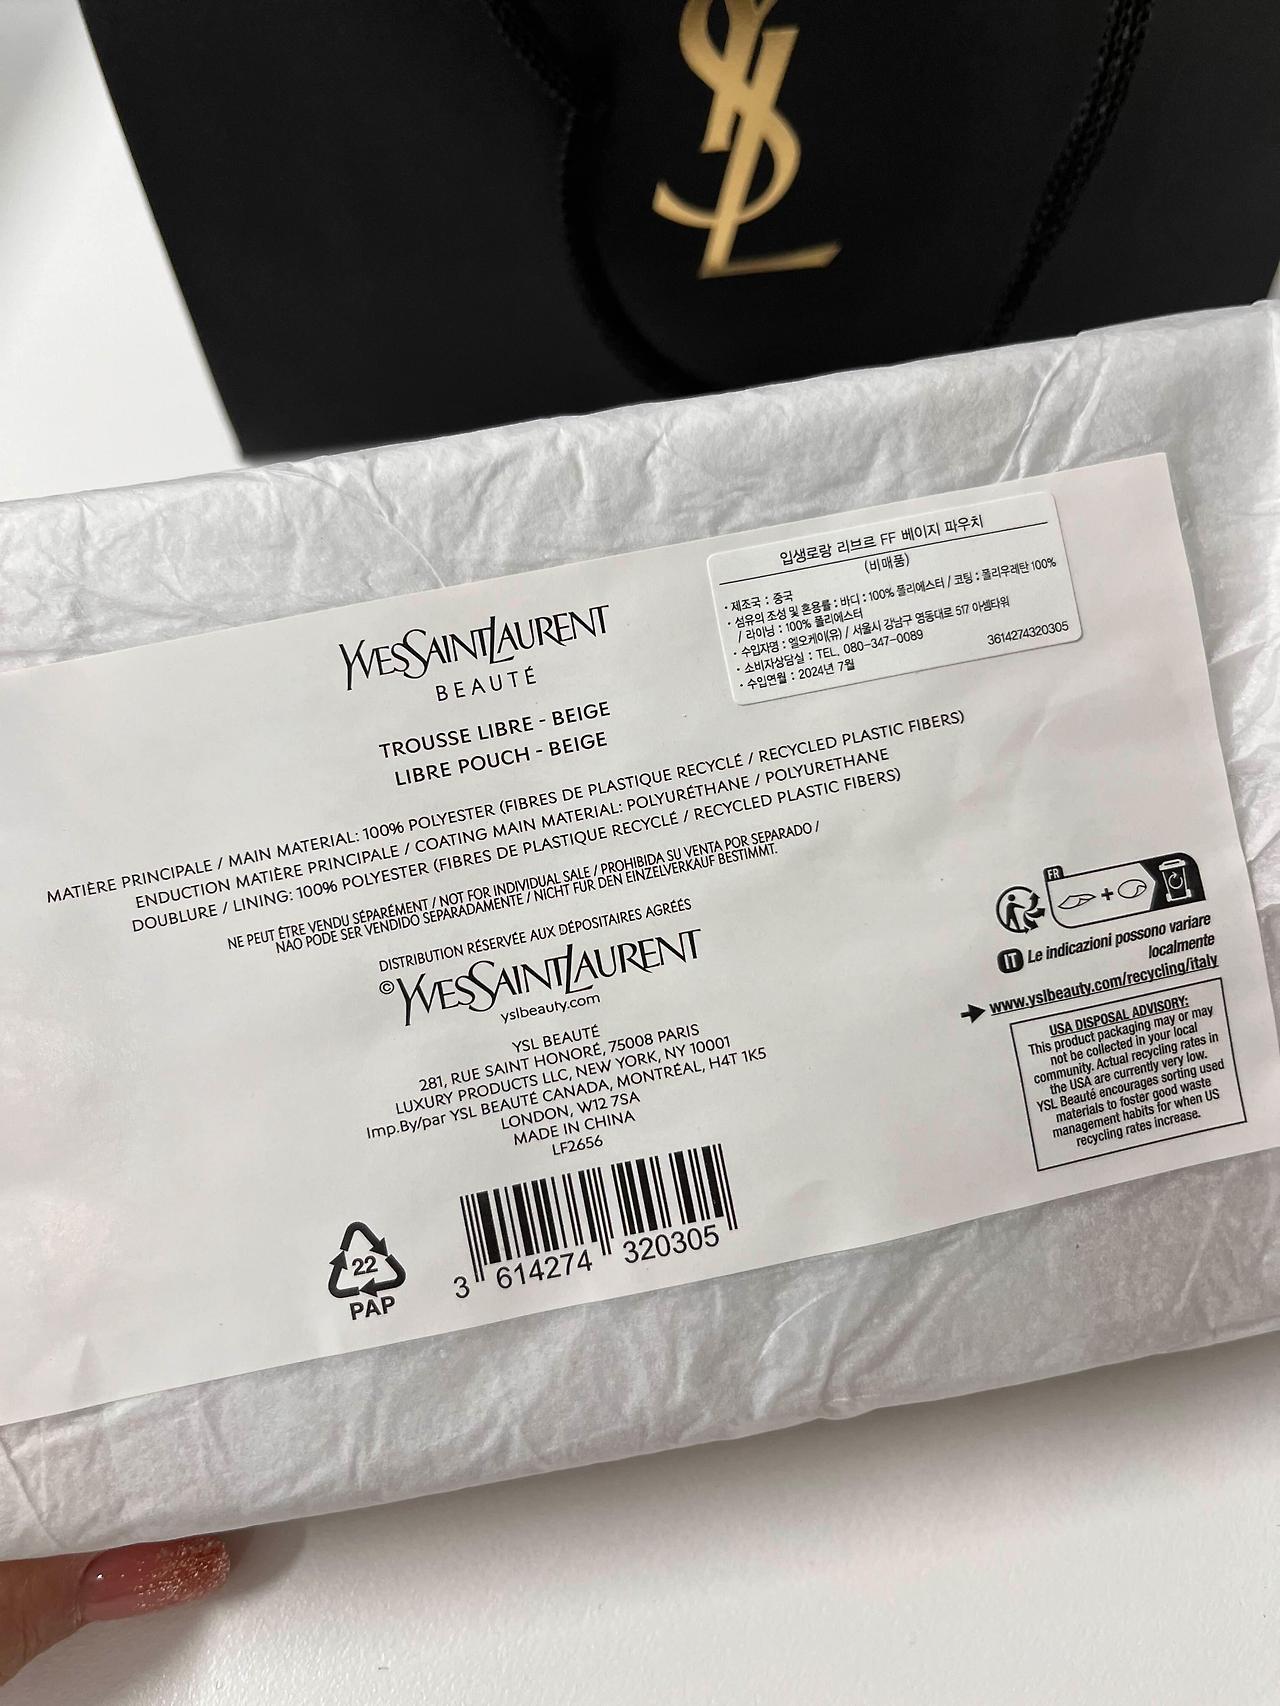 YSL
입생로랑 리브르 FF 베이지 파우치
(비매품)
· 제조국 : 중국
· 섬유의 조성 및 혼용률 : 바디 : 100% 폴리에스터 / 코팅 : 폴리우레탄 100%
/ 라이닝 : 100% 폴리에스터
· 수입자명 : 엘오케이(유) / 서울시 강남구 영동대로 517 아셈타워
· 소비자상담실 : TEL. 080-347-0089
3614274320305
· 수입연월 : 2024년 7월
YVESSAINTLAURENT
BEAUTÉ
TROUSSE LIBRE - BEIGE
LIBRE POUCH - BEIGE
MATIÈRE PRINCIPALE / MAIN MATERIAL: 100% POLYESTER (FIBRES DE PLASTIQUE RECYCLÉ / RECYCLED PLASTIC FIBERS)
ENDUCTION MATIÈRE PRINCIPALE / COATING MAIN MATERIAL: POLYURÉTHANE / POLYURETHANE
DOUBLURE / LINING: 100% POLYESTER (FIBRES DE PLASTIQUE RECYCLÉ / RECYCLED PLASTIC FIBERS)
NE PEUT ÊTRE VENDU SÉPARÉMENT / NOT FOR INDIVIDUAL SALE / PROHIBIDA SU VENTA POR SEPARADO /
NAO PODE SER VENDIDO SEPARADAMENTE / NICHT FÜR DEN EINZELVERKAUF BESTIMMT.
DISTRIBUTION RÉSERVÉE AUX DÉPOSITAIRES AGRÉÉS
©YVESSAINTLAURENT
yslbeauty.com
YSL BEAUTÉ
281, RUE SAINT HONORÉ, 75008 PARIS
LUXURY PRODUCTS LLC, NEW YORK, NY 10001
Imp.By/par YSL BEAUTÉ CANADA, MONTRÉAL, H4T 1K5
LONDON, W12 7SA
MADE IN CHINA
LF2656
22
PAP
3 614274 320305
FR
+
IT Le indicazioni possono variare
localmente
www.yslbeauty.com/recycling/italy
USA DISPOSAL ADVISORY:
This product packaging may or may
not be collected in your local
community. Actual recycling rates in
the USA are currently very low.
YSL Beauté encourages sorting used
materials to foster good waste
management habits for when US
recycling rates increase.